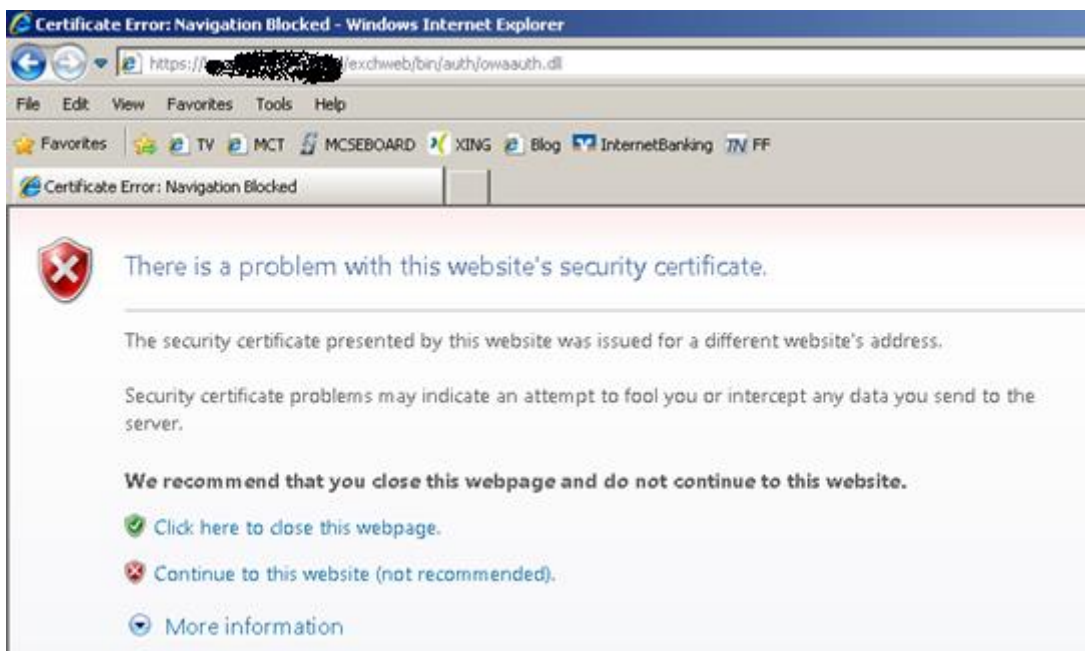 Certificate Error: Navigation Blocked - Windows Internet Explorer
https:// /exchweb/bin/auth/owaauth.dll
File Edit View Favorites Tools Help
Favorites TV MCT MCSEBOARD XING Blog InternetBanking TN FF
Certificate Error: Navigation Blocked
There is a problem with this website's security certificate.
The security certificate presented by this website was issued for a different website's address.
Security certificate problems may indicate an attempt to fool you or intercept any data you send to the
server.
We recommend that you close this webpage and do not continue to this website.
Click here to close this webpage.
Continue to this website (not recommended).
More information